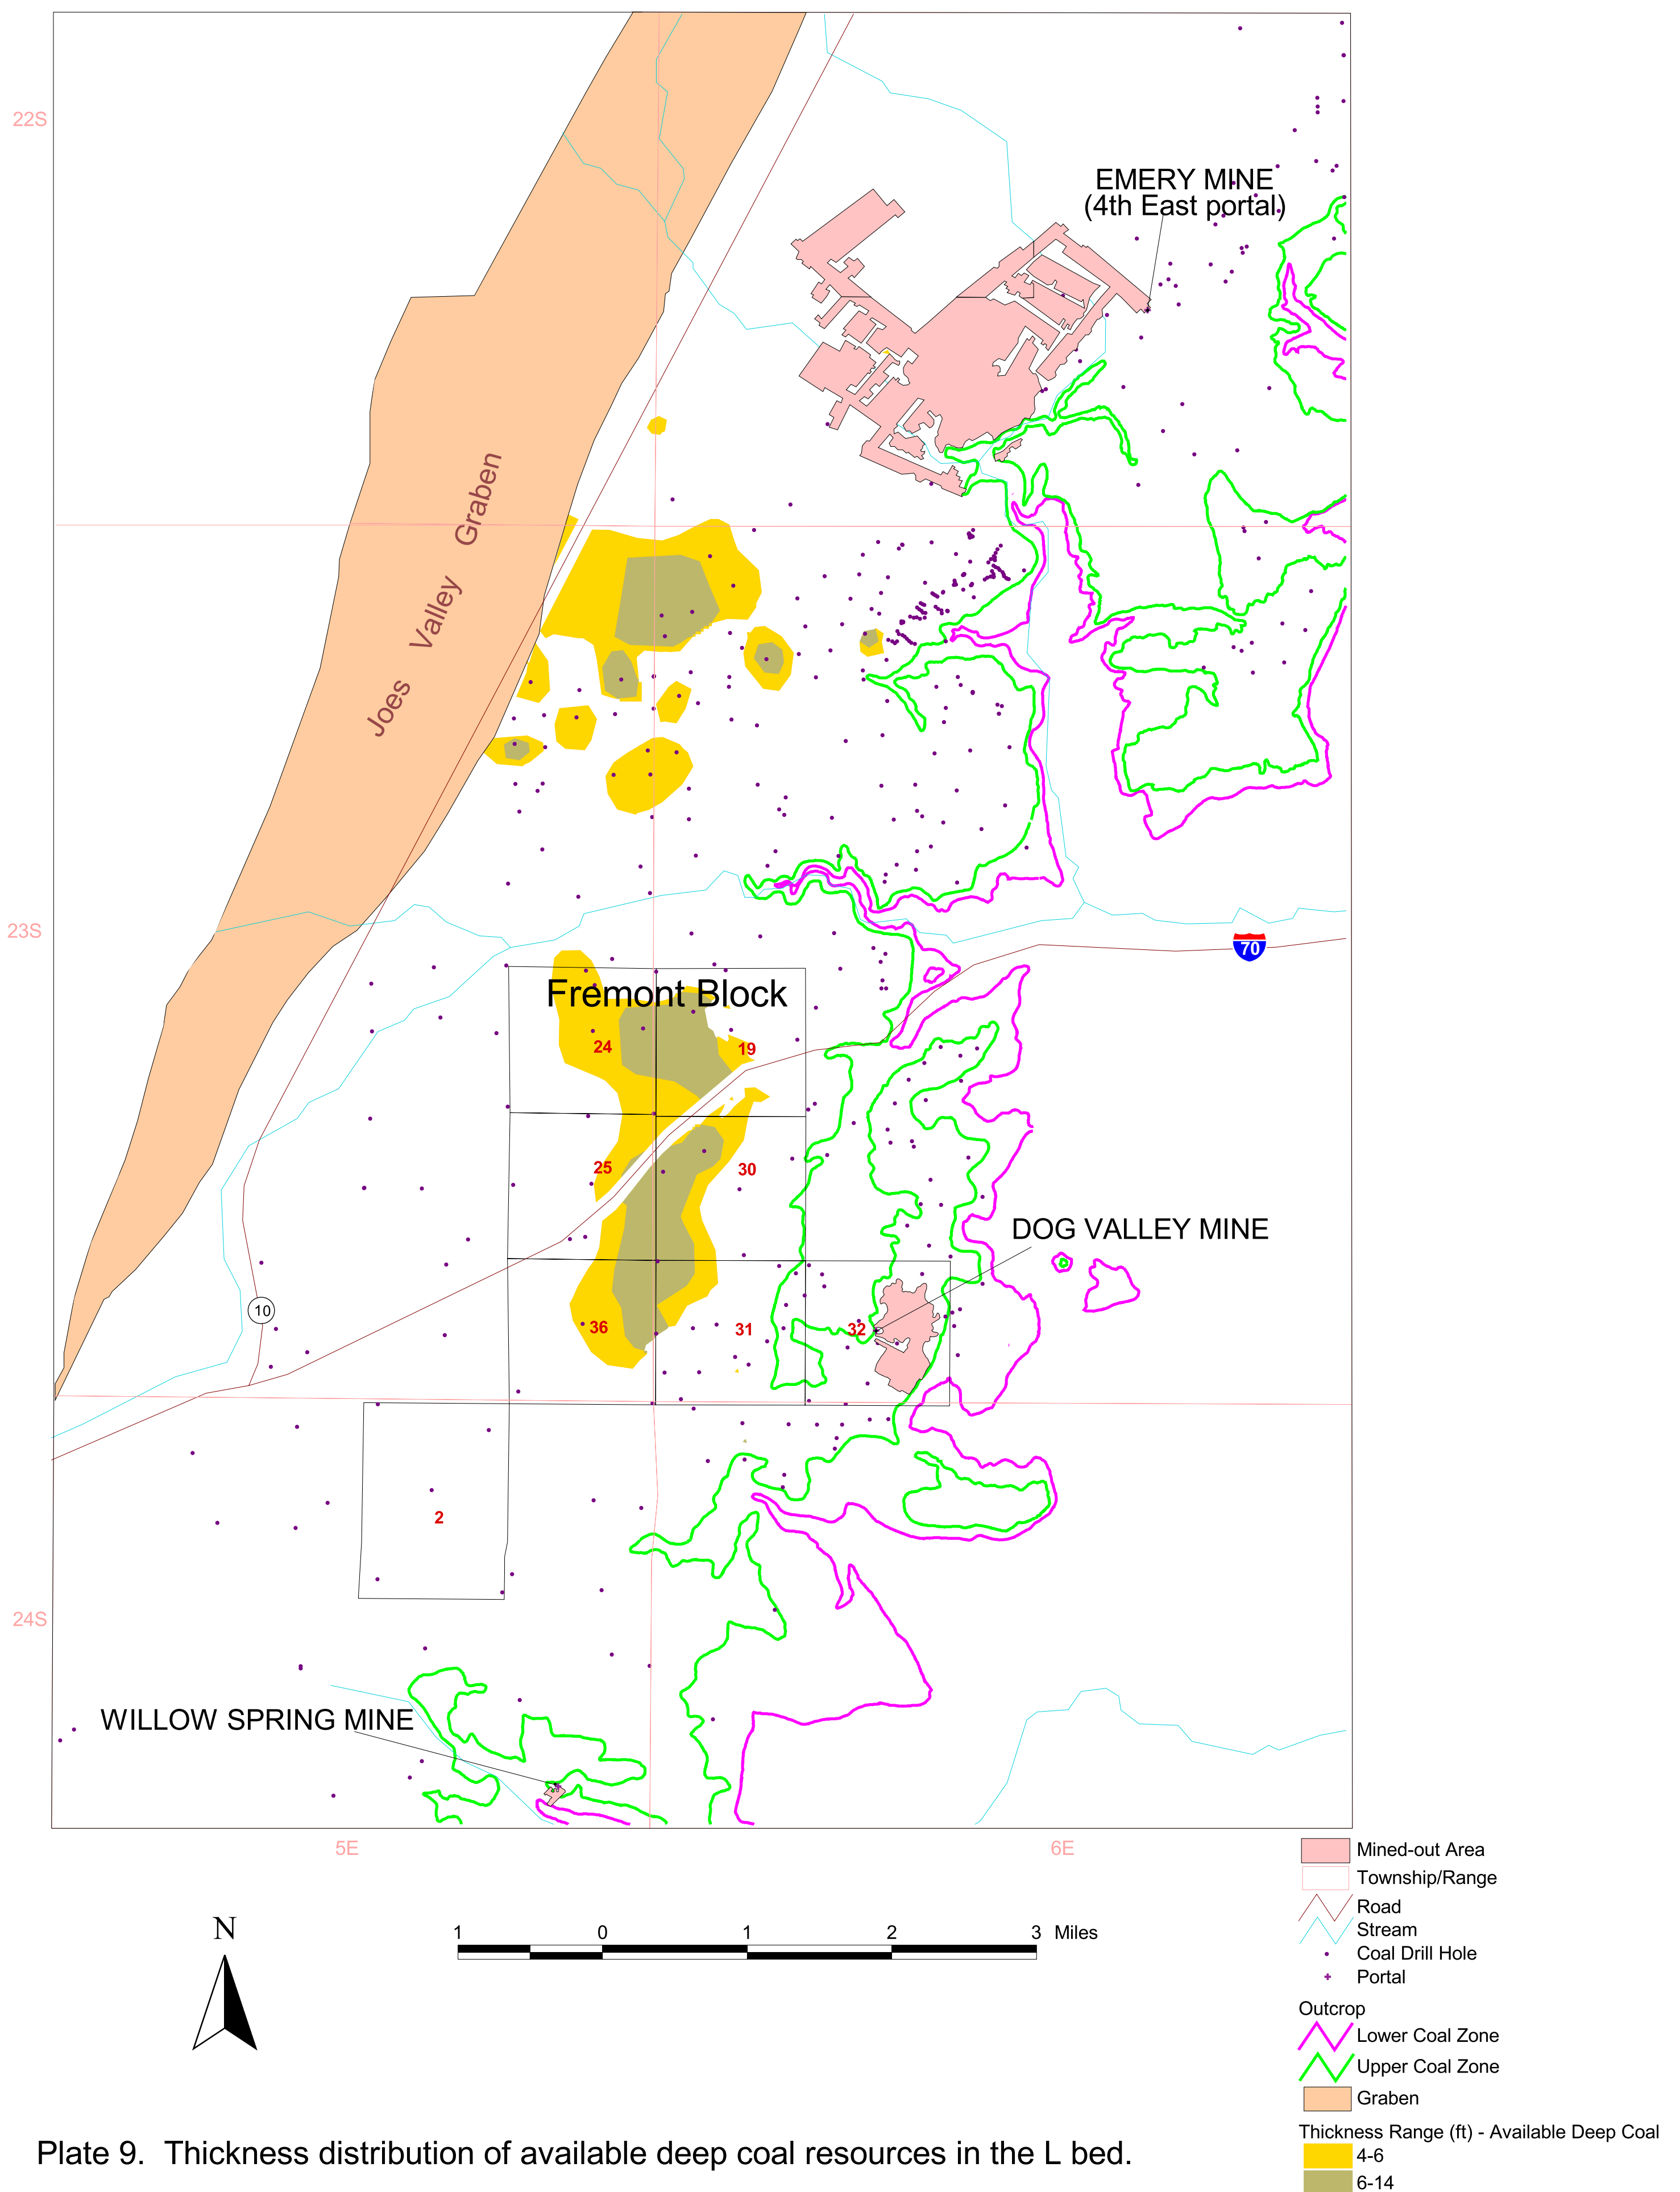 22S
EMERY MINE
(4th East portal)
Joes Valley Graben
23S
70
Fremont Block
24
19
25
30
DOG VALLEY MINE
10
36
31
32
2
24S
WILLOW SPRING MINE
5E
6E
Mined-out Area
Township/Range
Road
Stream
Coal Drill Hole
Portal
Outcrop
Lower Coal Zone
Upper Coal Zone
Graben
Thickness Range (ft) - Available Deep Coal
4-6
6-14
N
1 0 1 2 3 Miles
Plate 9. Thickness distribution of available deep coal resources in the L bed.